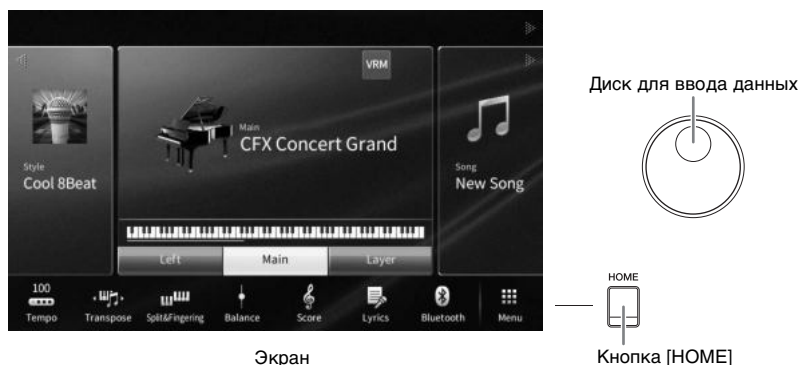 VRM
Диск для ввода данных
Main
CFX Concert Grand
Style
Cool 8Beat
Song
New Song
Left
Main
Layer
100
Tempo
Transpose
Split&Fingering
Balance
Score
Lyrics
Bluetooth
Menu
HOME
Экран
Кнопка [HOME]